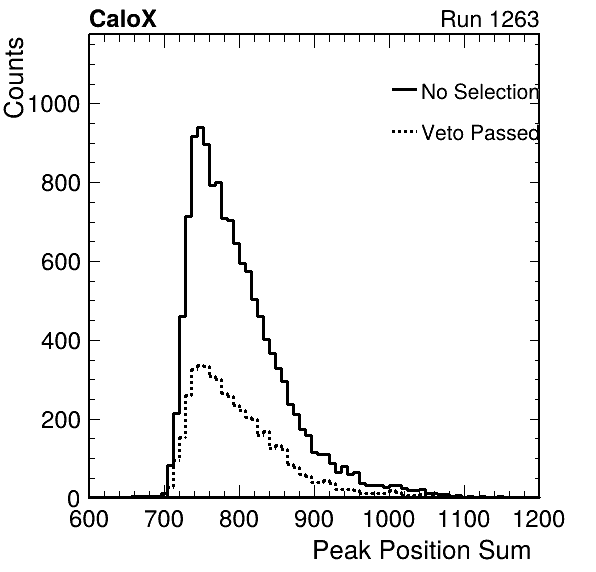 CaloX Run 1263
Counts
No Selection
Veto Passed
1000
800
600
400
200
0
600 700 800 900 1000 1100 1200
Peak Position Sum